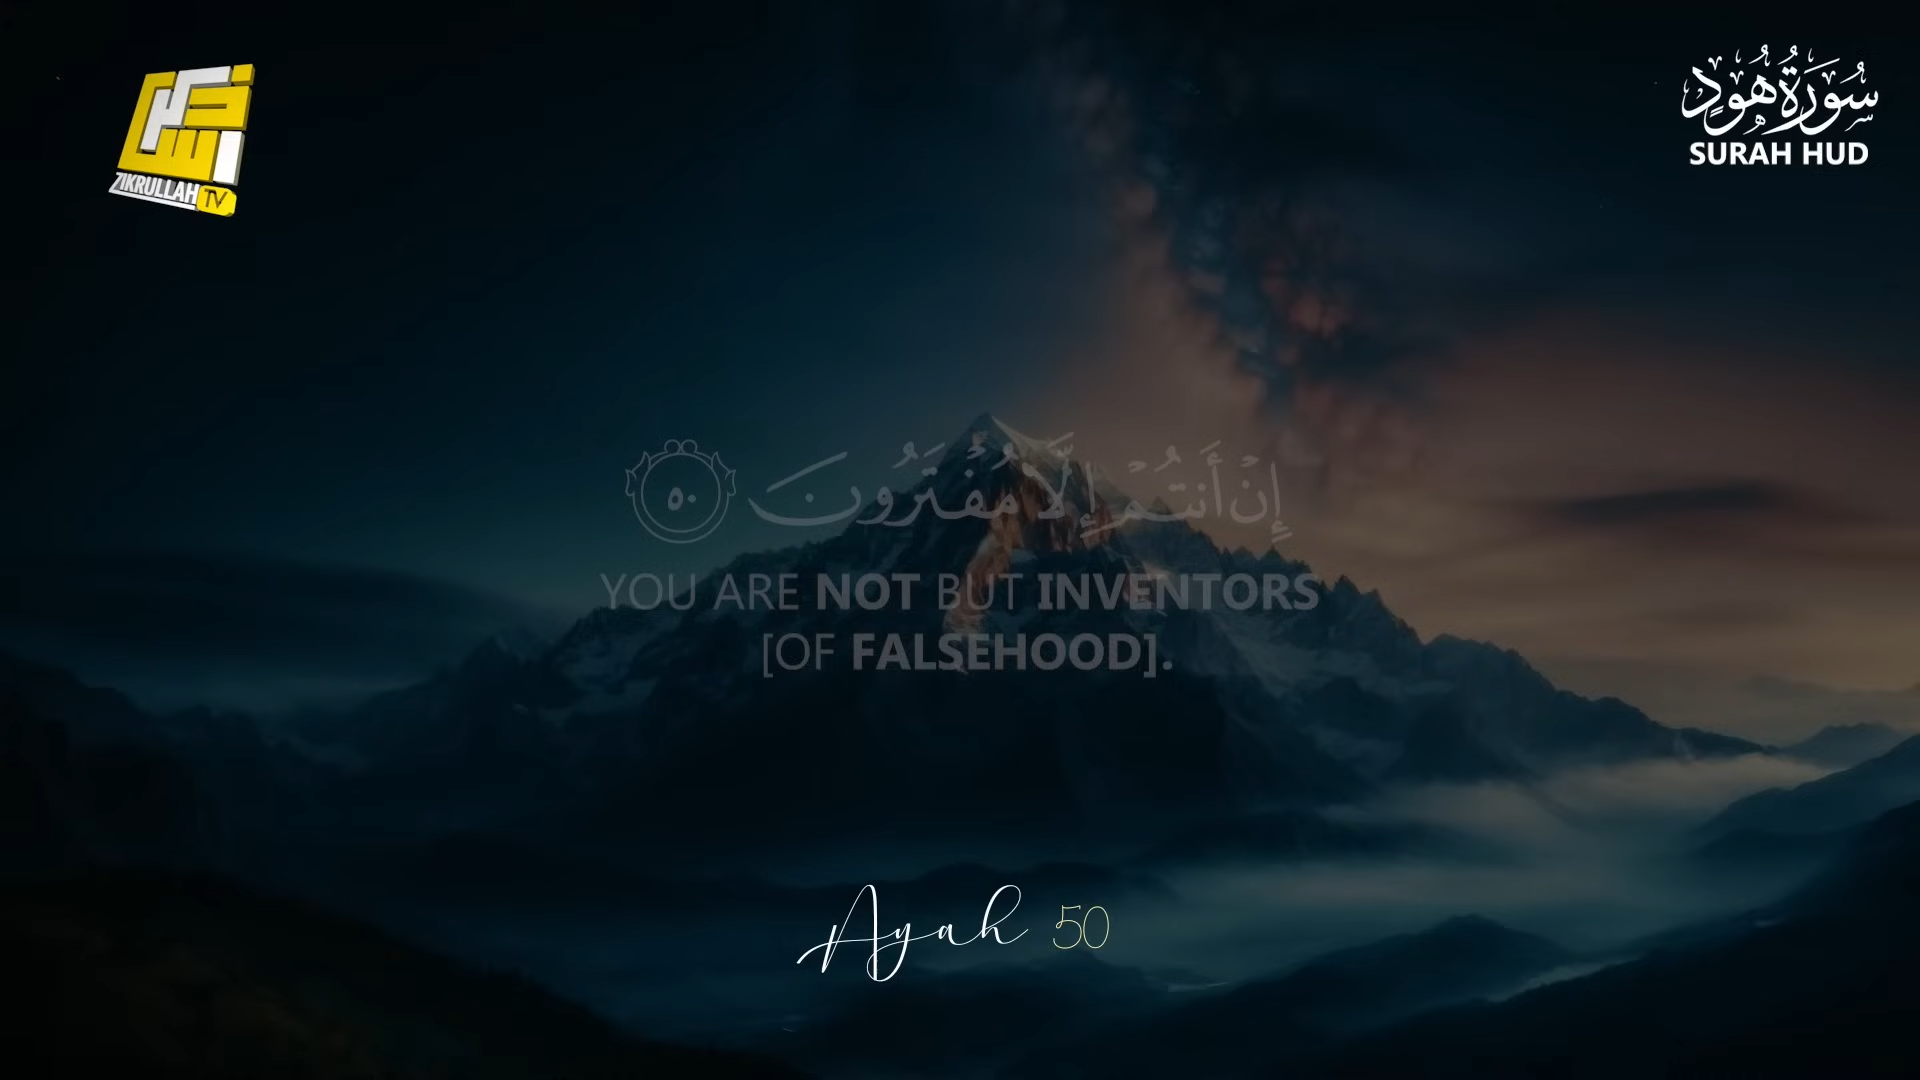 ZIKRULLAH TV
سُورَةُ هُودٍ
SURAH HUD
إِنْ أَنتُمْ إِلَّا مُفْتَرُونَ ٥٠
YOU ARE NOT BUT INVENTORS
[OF FALSEHOOD].
Ayah 50